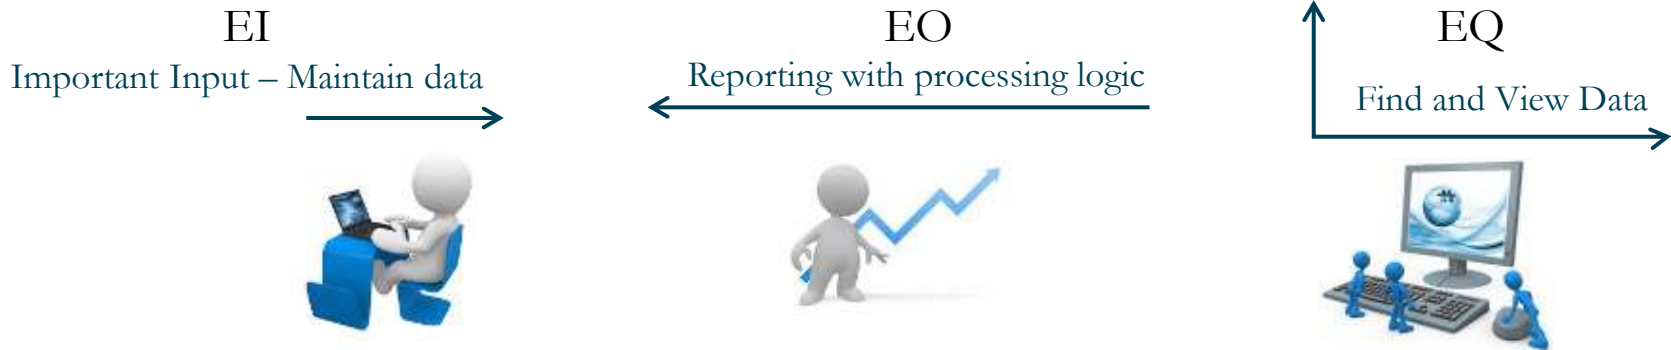 EI
Important Input – Maintain data
EO
Reporting with processing logic
EQ
Find and View Data